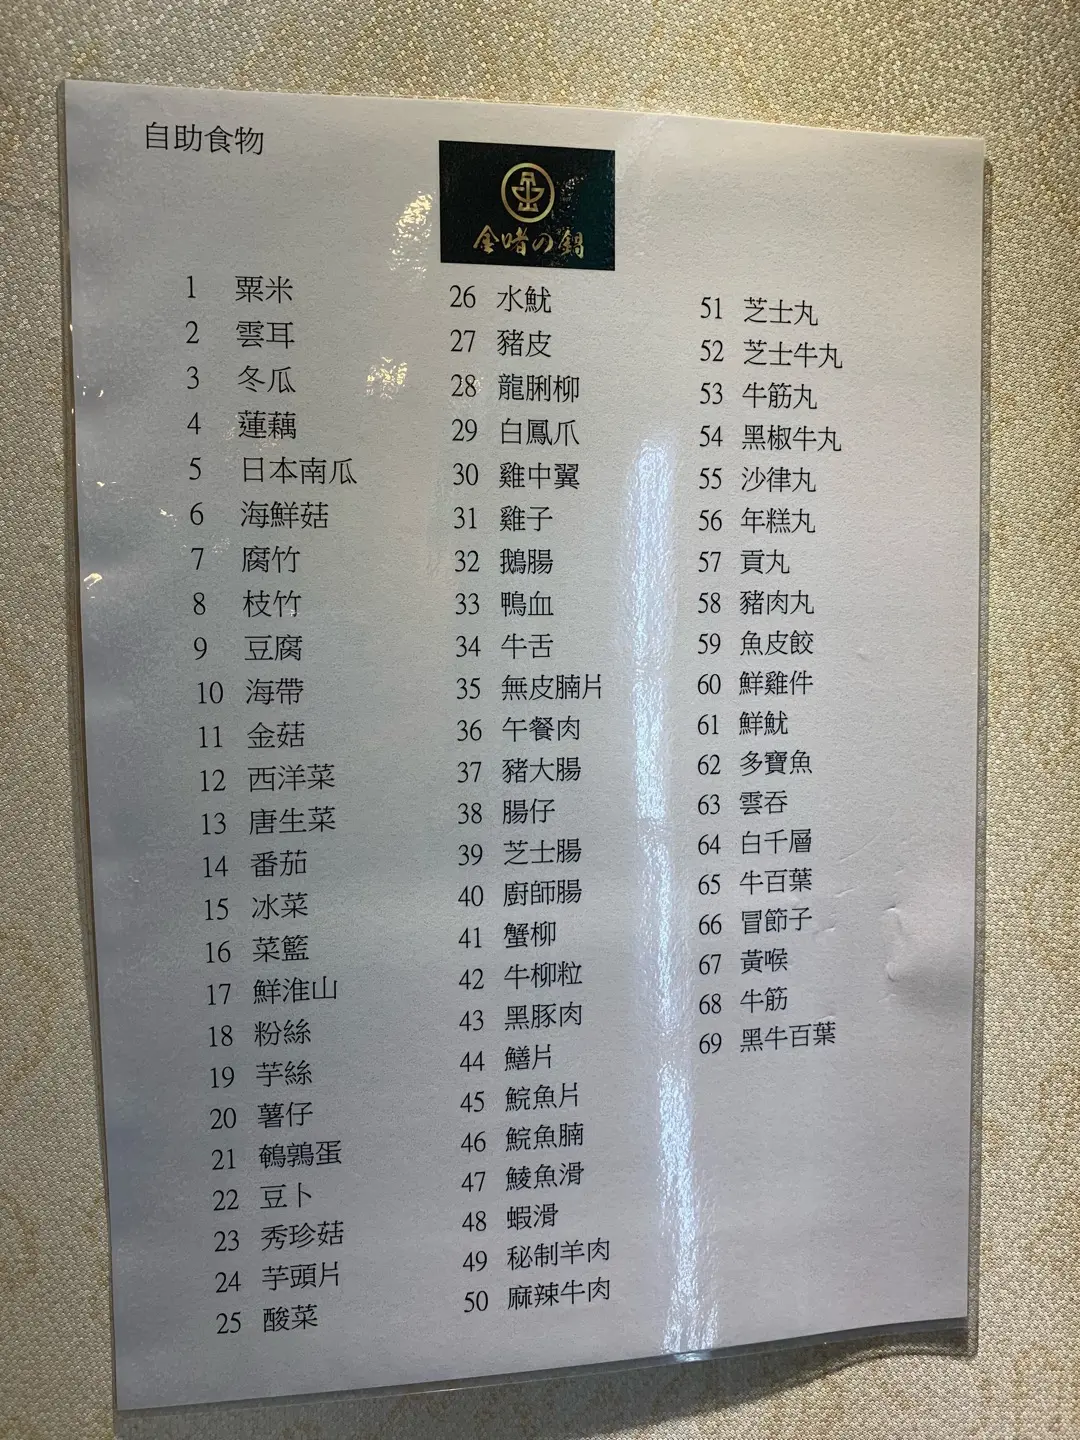 自助食物
金啫の鍋
1 粟米
2 雲耳
3 冬瓜
4 蓮藕
5 日本南瓜
6 海鮮菇
7 腐竹
8 枝竹
9 豆腐
10 海帶
11 金菇
12 西洋菜
13 唐生菜
14 番茄
15 冰菜
16 菜籃
17 鮮淮山
18 粉絲
19 芋絲
20 薯仔
21 鵪鶉蛋
22 豆卜
23 秀珍菇
24 芋頭片
25 酸菜
26 水魷
27 豬皮
28 龍脷柳
29 白鳳爪
30 雞中翼
31 雞子
32 鵝腸
33 鴨血
34 牛舌
35 無皮腩片
36 午餐肉
37 豬大腸
38 腸仔
39 芝士腸
40 廚師腸
41 蟹柳
42 牛柳粒
43 黑豚肉
44 鱔片
45 鯇魚片
46 鯇魚腩
47 鯪魚滑
48 蝦滑
49 秘制羊肉
50 麻辣牛肉
51 芝士丸
52 芝士牛丸
53 牛筋丸
54 黑椒牛丸
55 沙律丸
56 年糕丸
57 貢丸
58 豬肉丸
59 魚皮餃
60 鮮雞件
61 鮮魷
62 多寶魚
63 雲吞
64 白千層
65 牛百葉
66 冒節子
67 黃喉
68 牛筋
69 黑牛百葉